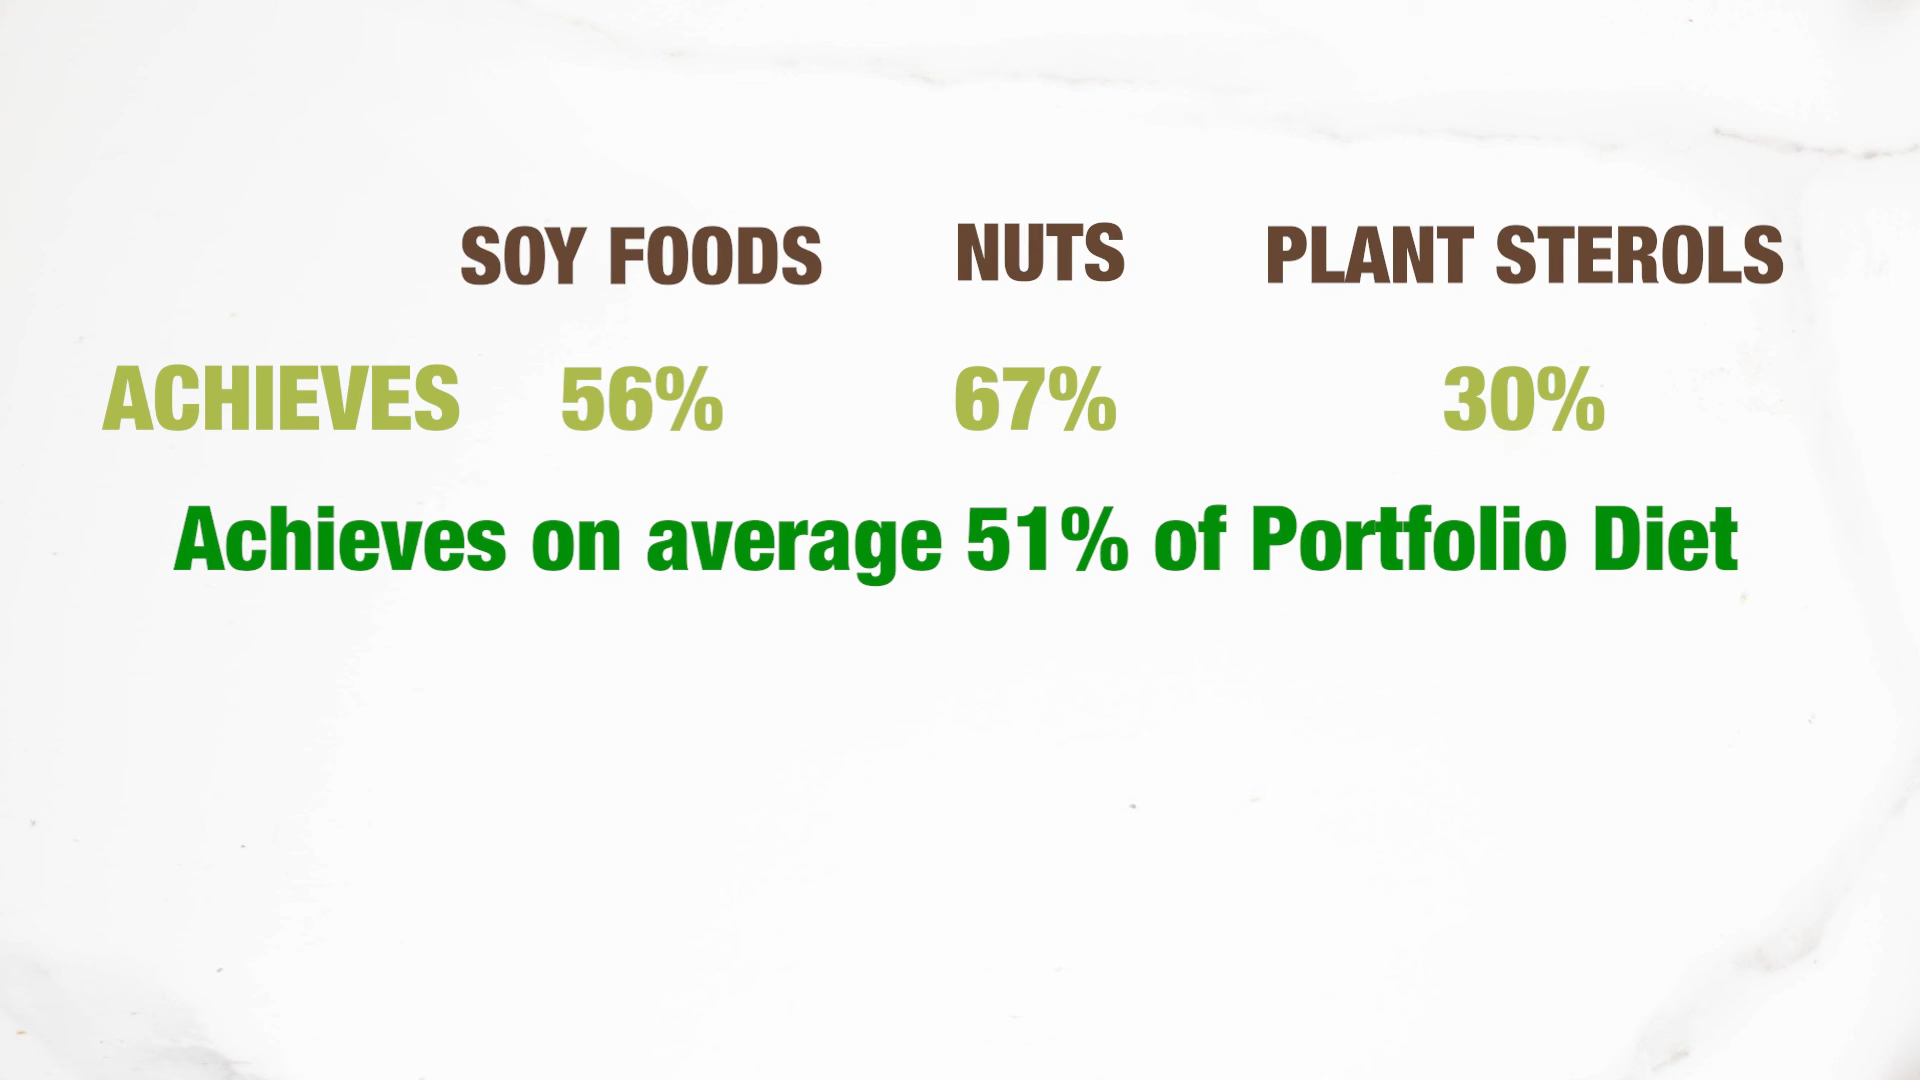 SOY FOODS NUTS PLANT STEROLS
ACHIEVES 56% 67% 30%
Achieves on average 51% of Portfolio Diet